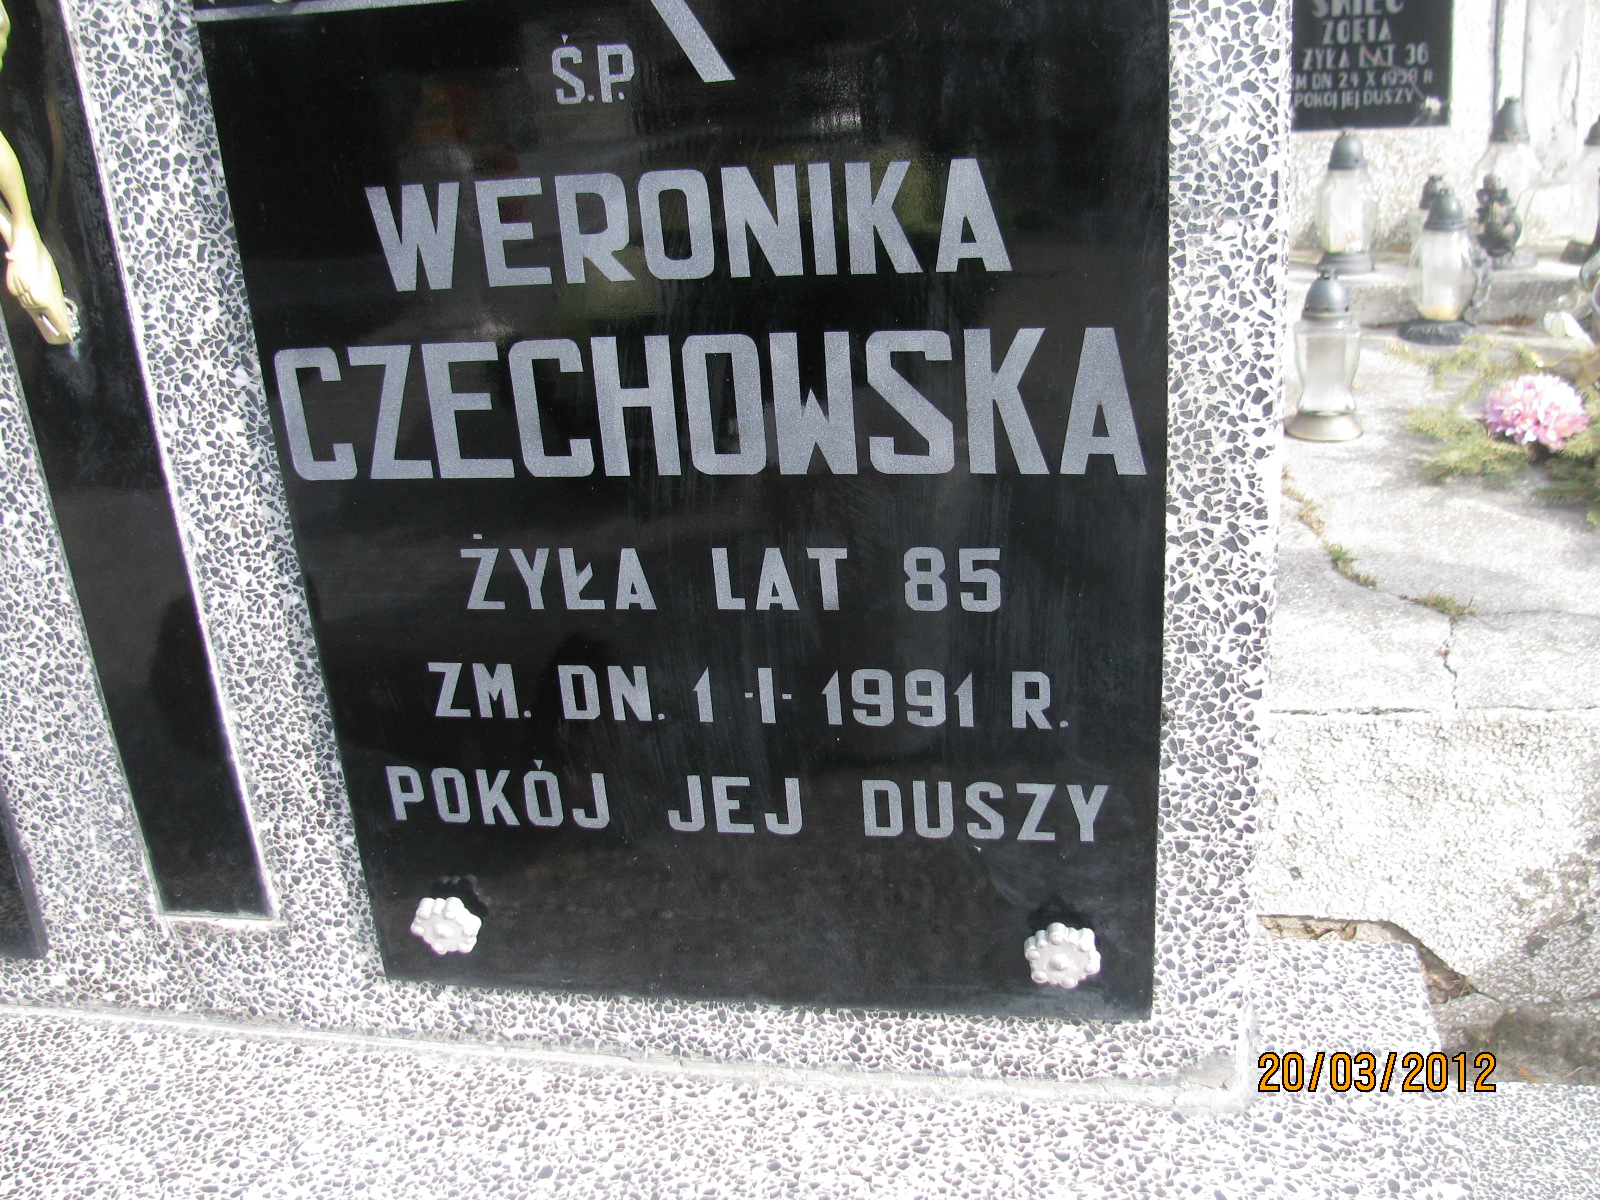 Ś.P.
WERONIKA
CZECHOWSKA
ŻYŁA LAT 85
ZM. DN. 1-I-1991 R.
POKÓJ JEJ DUSZY
ZOFIA
ŻYŁA LAT 36
POKÓJ JEJ DUSZY
20/03/2012